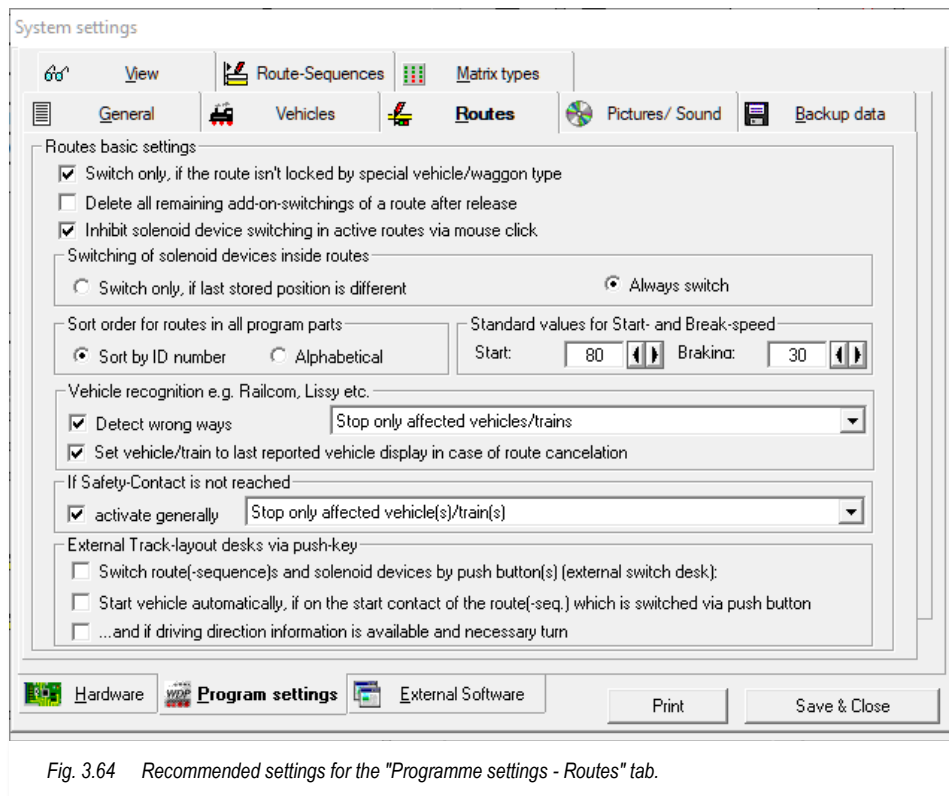 System settings
View
Route-Sequences
Matrix types
General
Vehicles
Routes
Pictures/ Sound
Backup data
Routes basic settings
Switch only, if the route isn't locked by special vehicle/waggon type
Delete all remaining add-on-switchings of a route after release
Inhibit solenoid device switching in active routes via mouse click
Switching of solenoid devices inside routes
Switch only, if last stored position is different
Always switch
Sort order for routes in all program parts
Sort by ID number
Alphabetical
Standard values for Start- and Break-speed
Start:
80
Braking:
30
Vehicle recognition e.g. Railcom, Lissy etc.
Detect wrong ways
Stop only affected vehicles/trains
Set vehicle/train to last reported vehicle display in case of route cancelation
If Safety-Contact is not reached
activate generally
Stop only affected vehicle(s)/train(s)
External Track-layout desks via push-key
Switch route(-sequence)s and solenoid devices by push button(s) (external switch desk):
Start vehicle automatically, if on the start contact of the route(-seq.) which is switched via push button
...and if driving direction information is available and necessary turn
Hardware
WDP
Program settings
External Software
Print
Save & Close
Fig. 3.64 Recommended settings for the "Programme settings - Routes" tab.